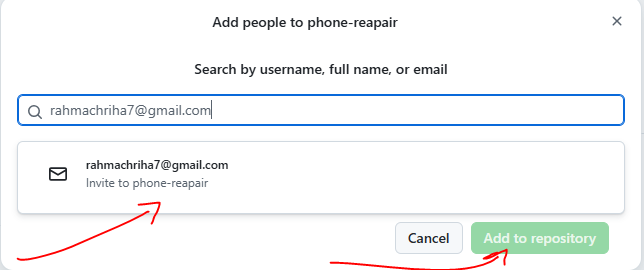 Add people to phone-reapair
Search by username, full name, or email
rahmachriha7@gmail.com
rahmachriha7@gmail.com
Invite to phone-reapair
Cancel
Add to repository